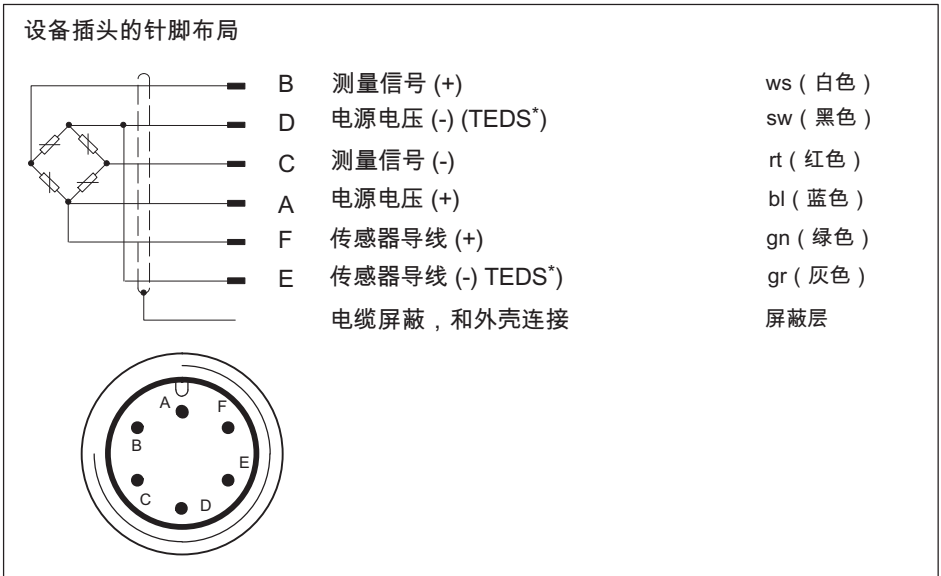 设备插头的针脚布局
B 测量信号 (+) ws（白色）
D 电源电压 (-) (TEDS*) sw（黑色）
C 测量信号 (-) rt（红色）
A 电源电压 (+) bl（蓝色）
F 传感器导线 (+) gn（绿色）
E 传感器导线 (-) TEDS*) gr（灰色）
电缆屏蔽，和外壳连接 屏蔽层
A F
B
E
C D